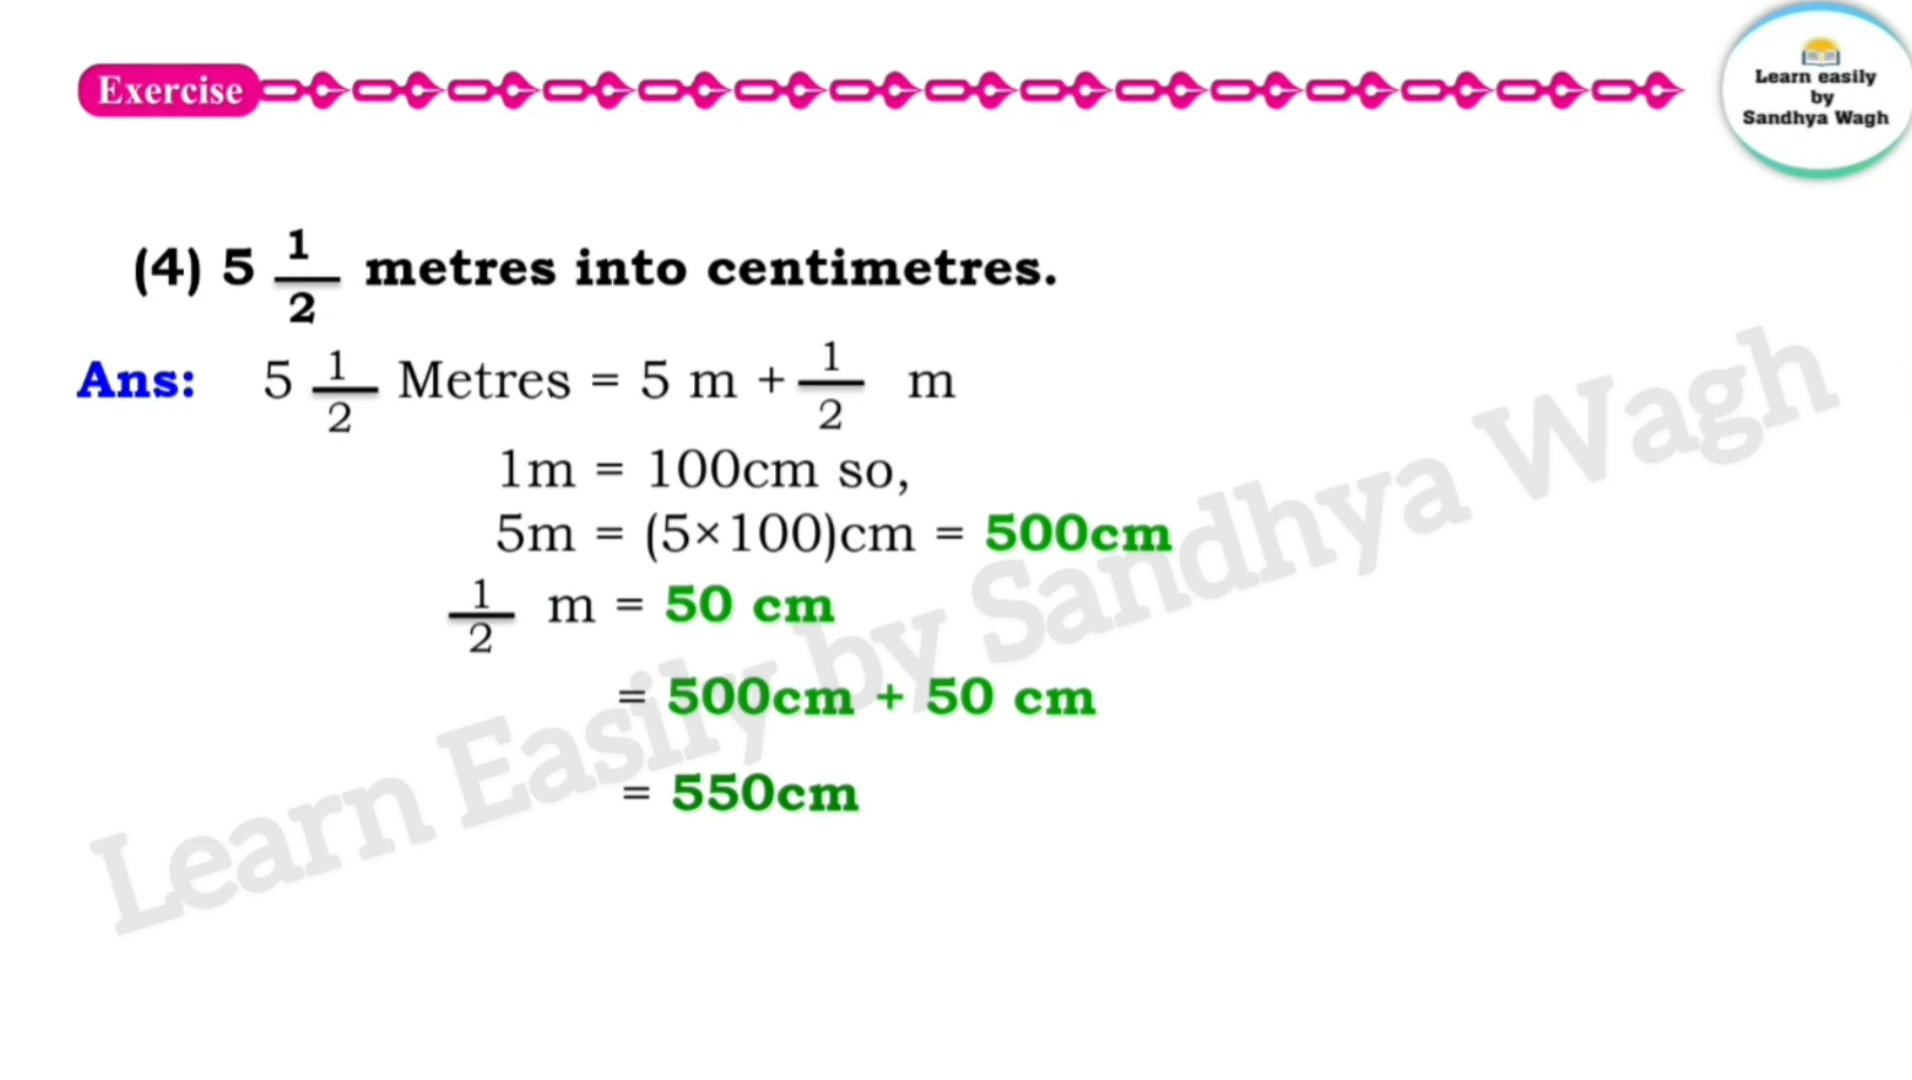 Exercise
Learn easily
by
Sandhya Wagh
(4) 5 1/2 metres into centimetres.
Ans: 5 1/2 Metres = 5 m + 1/2 m
1m = 100cm so,
5m = (5×100)cm = 500cm
1/2 m = 50 cm
= 500cm + 50 cm
= 550cm
Learn Easily by Sandhya Wagh